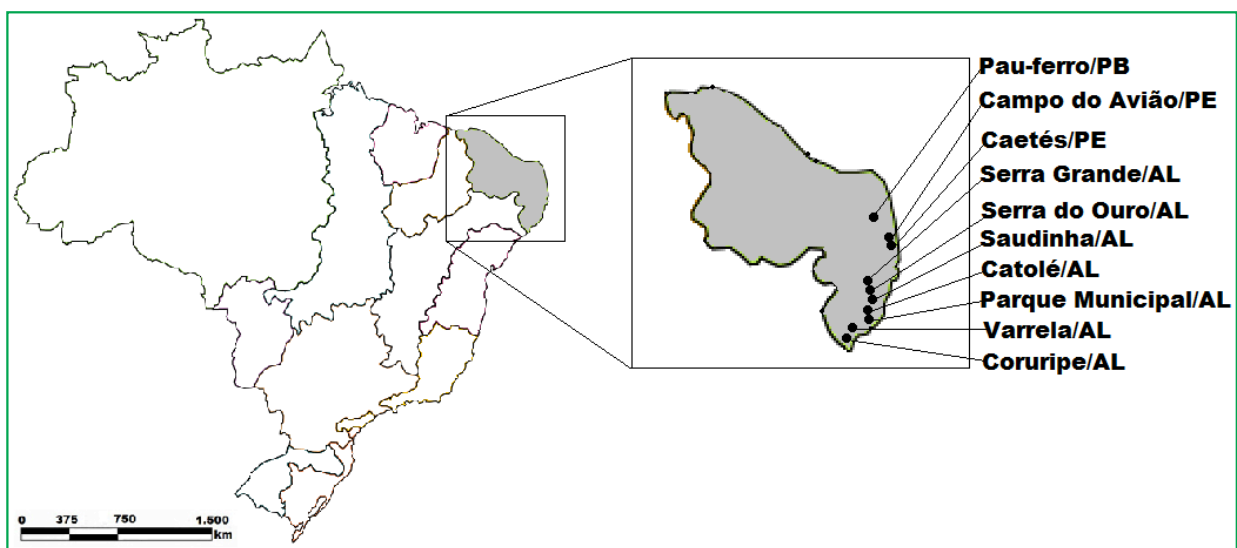 Pau-ferro/PB
Campo do Avião/PE
Caetés/PE
Serra Grande/AL
Serra do Ouro/AL
Saudinha/AL
Catolé/AL
Parque Municipal/AL
Varrela/AL
Coruripe/AL
0 375 750 1.500
km